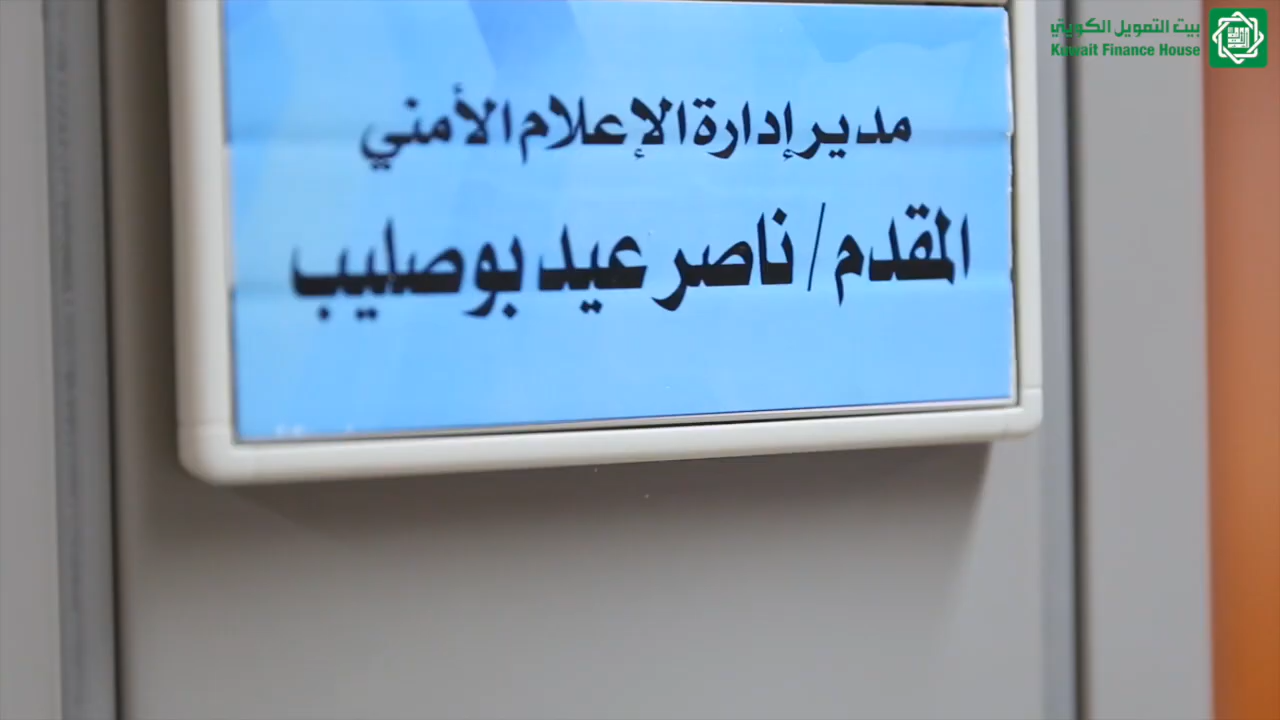 بيت التمويل الكويتي
Kuwait Finance House
مدير إدارة الإعلام الأمني
المقدم / ناصر عيد بوصليب